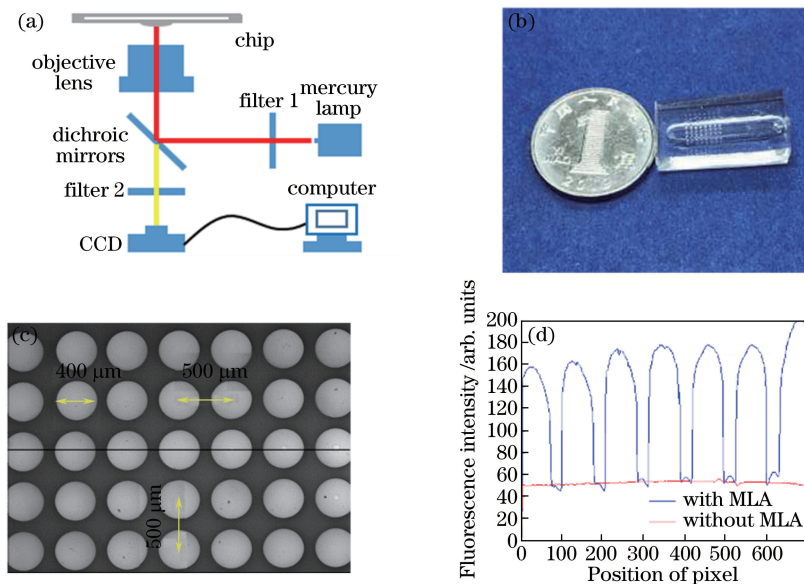 (a)
chip
objective
lens
mercury
lamp
filter 1
dichroic
mirrors
filter 2
computer
CCD
(b)
1
(c)
400 μm
500 μm
500 μm
(d)
Fluorescence intensity /arb. units
200
180
160
140
120
100
80
60
40
20
0
with MLA
without MLA
0
100
200
300
400
500
600
Position of pixel